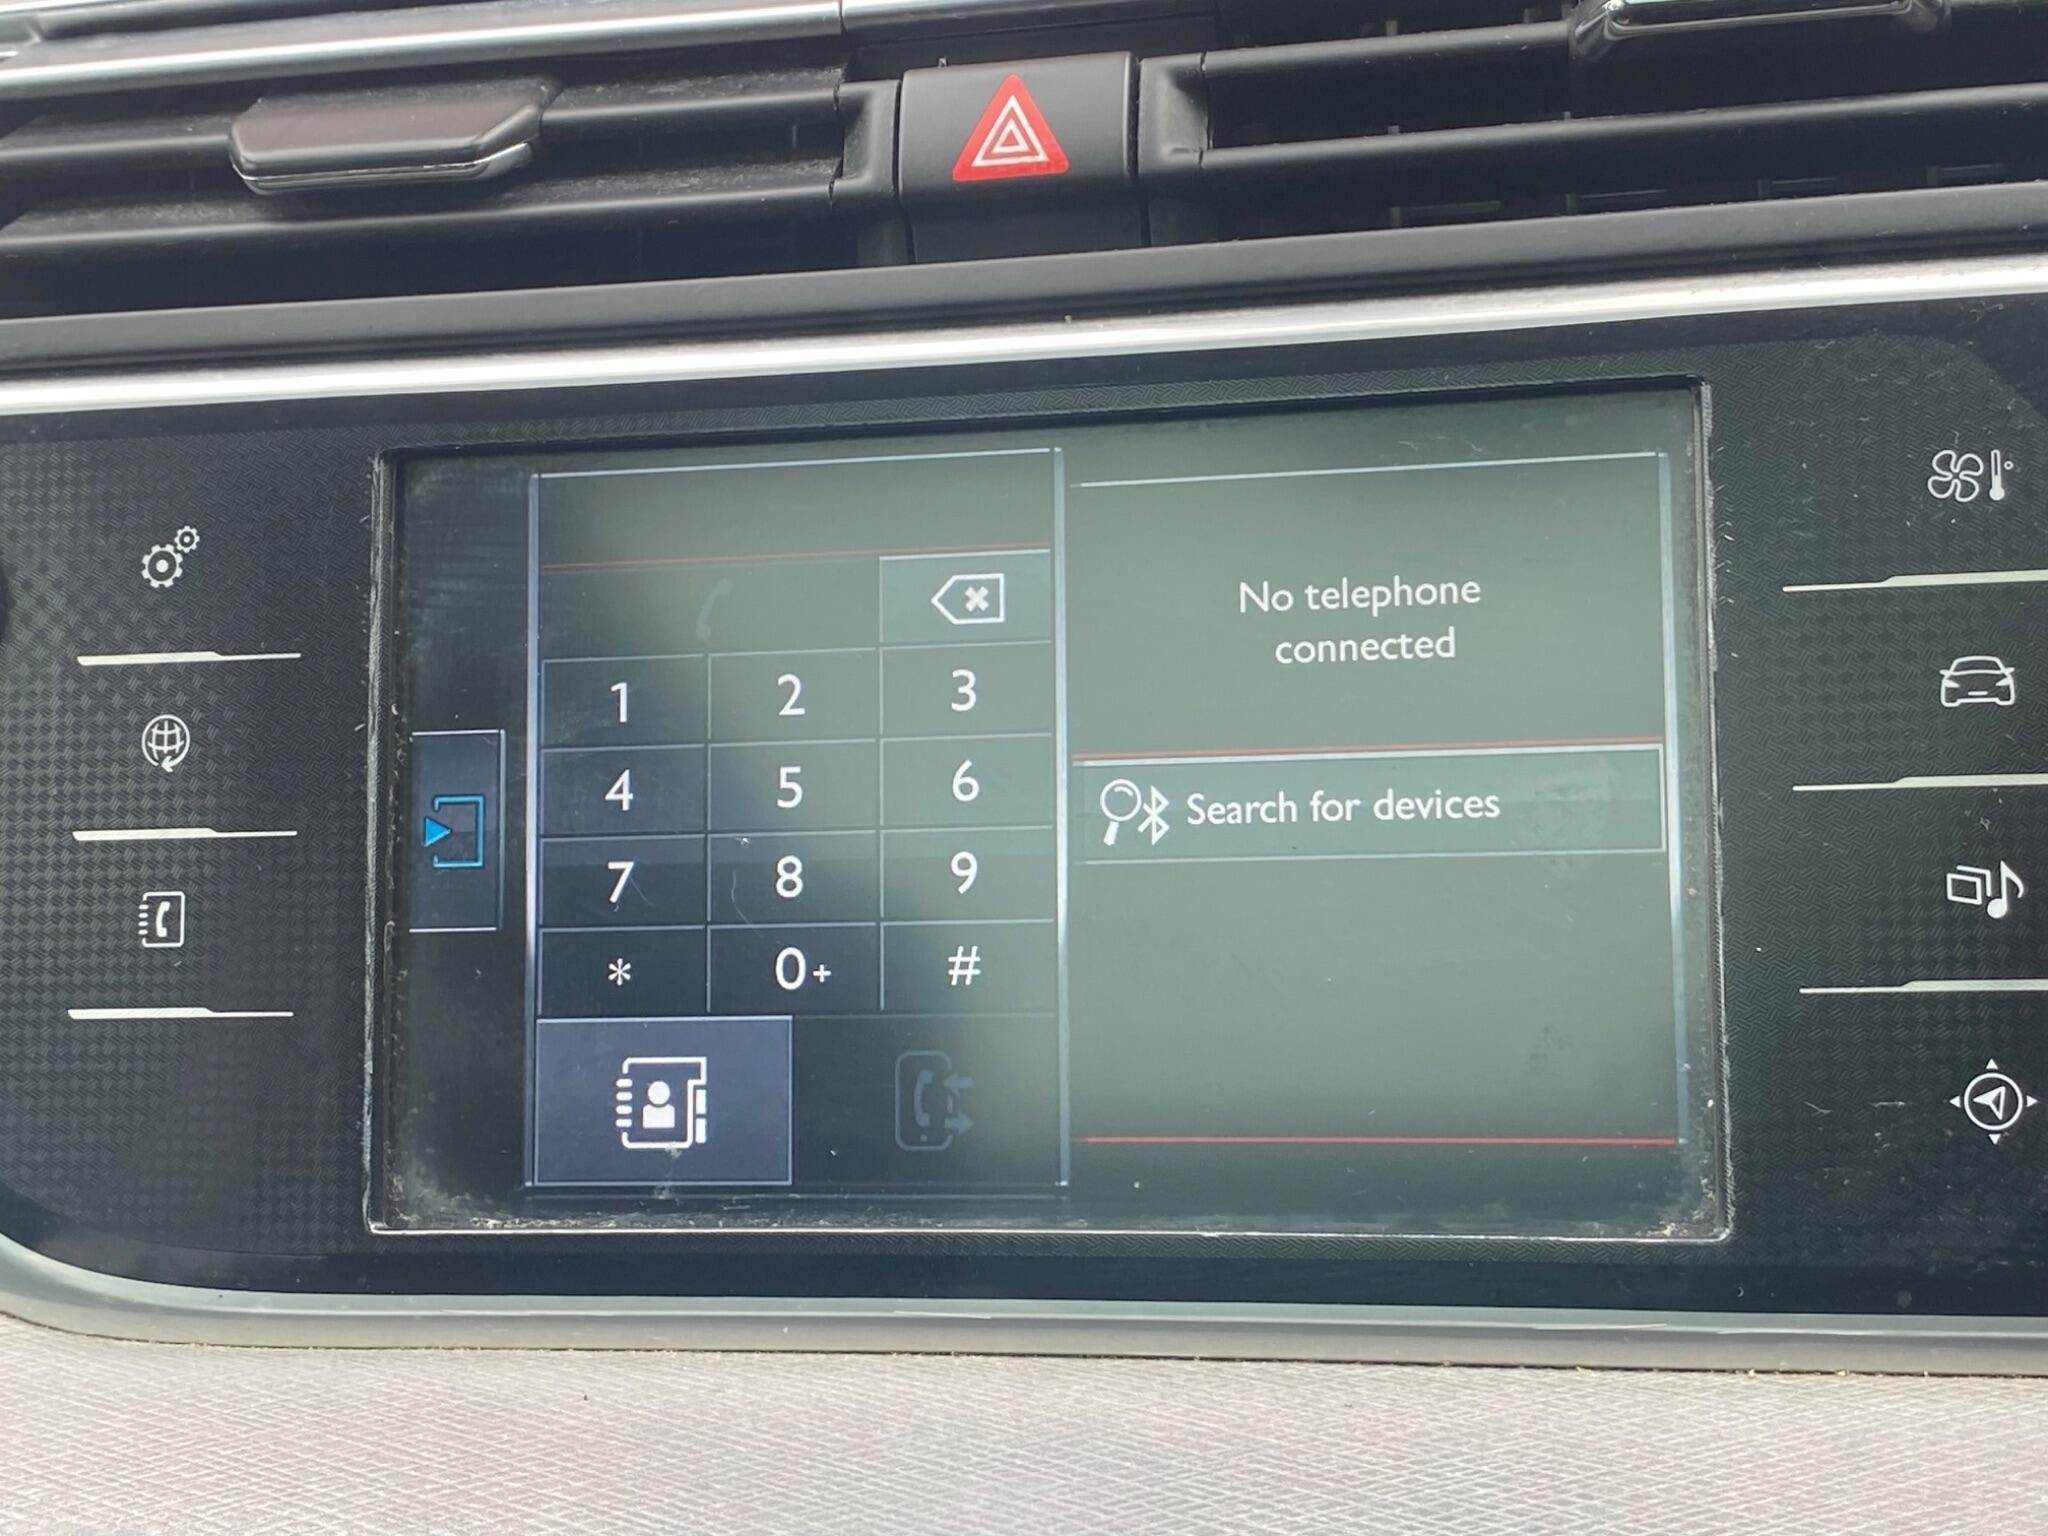 1 2 3
4 5 6
7 8 9
* 0+ #
No telephone
connected
Search for devices